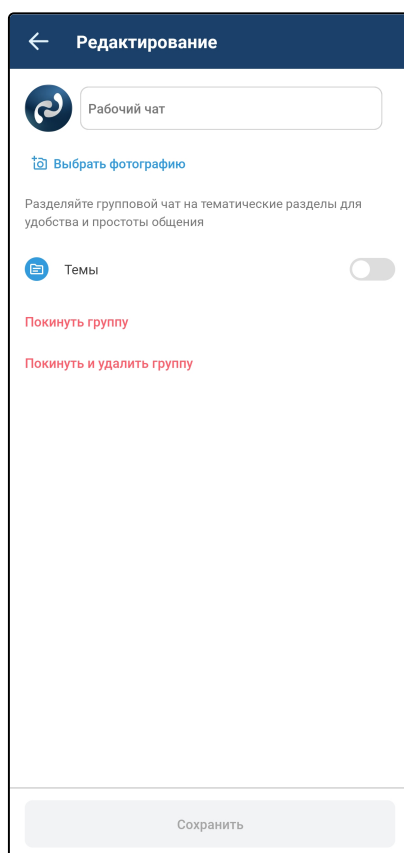 Редактирование
Рабочий чат
Выбрать фотографию
Разделяйте групповой чат на тематические разделы для
удобства и простоты общения
Темы
Покинуть группу
Покинуть и удалить группу
Сохранить